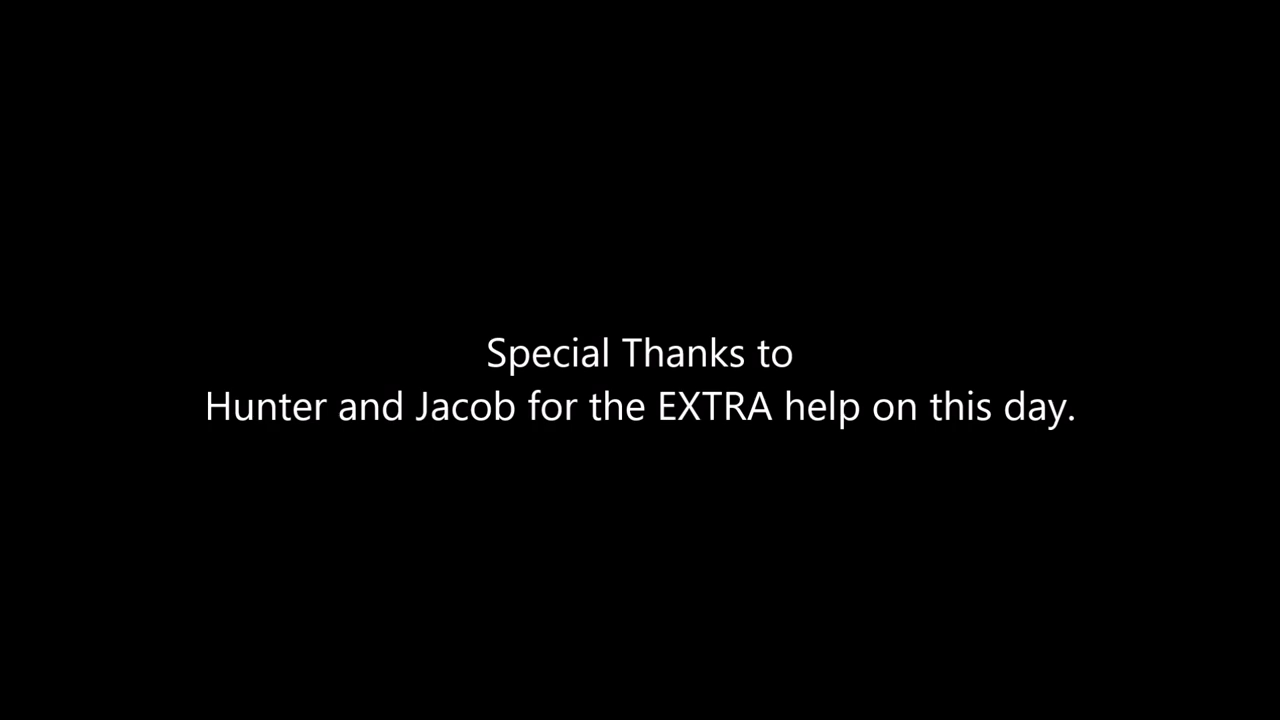 Special Thanks to
Hunter and Jacob for the EXTRA help on this day.